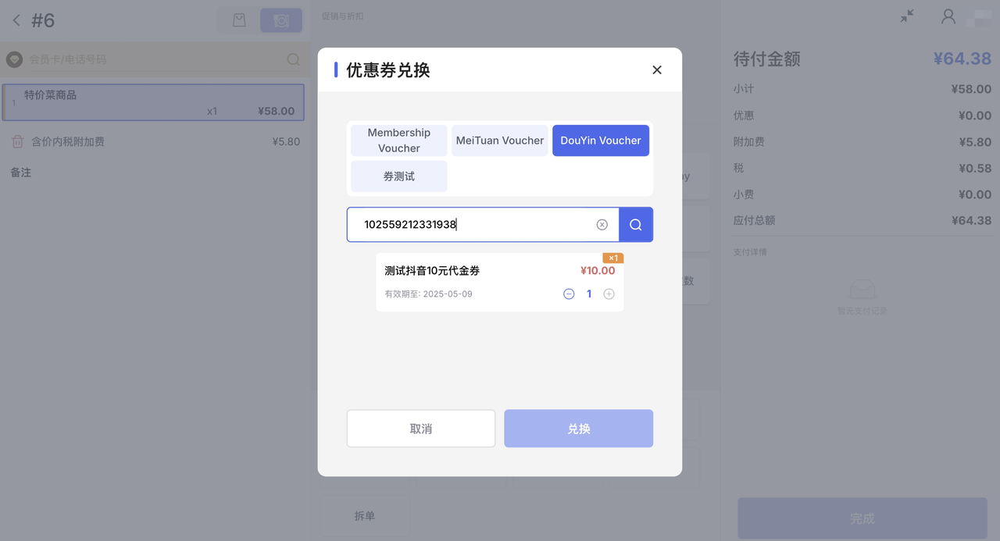 #6
会员卡/电话号码
1
特价菜商品
x1
¥58.00
含价内税附加费
¥5.80
备注
促销与折扣
优惠券兑换
Membership
Voucher
MeiTuan Voucher
DouYin Voucher
券测试
102559212331938
×1
测试抖音10元代金券
¥10.00
有效期至: 2025-05-09
1
取消
兑换
拆单
待付金额
¥64.38
小计
¥58.00
优惠
¥0.00
附加费
¥5.80
税
¥0.58
小费
¥0.00
应付总额
¥64.38
支付详情
暂无支付记录
完成